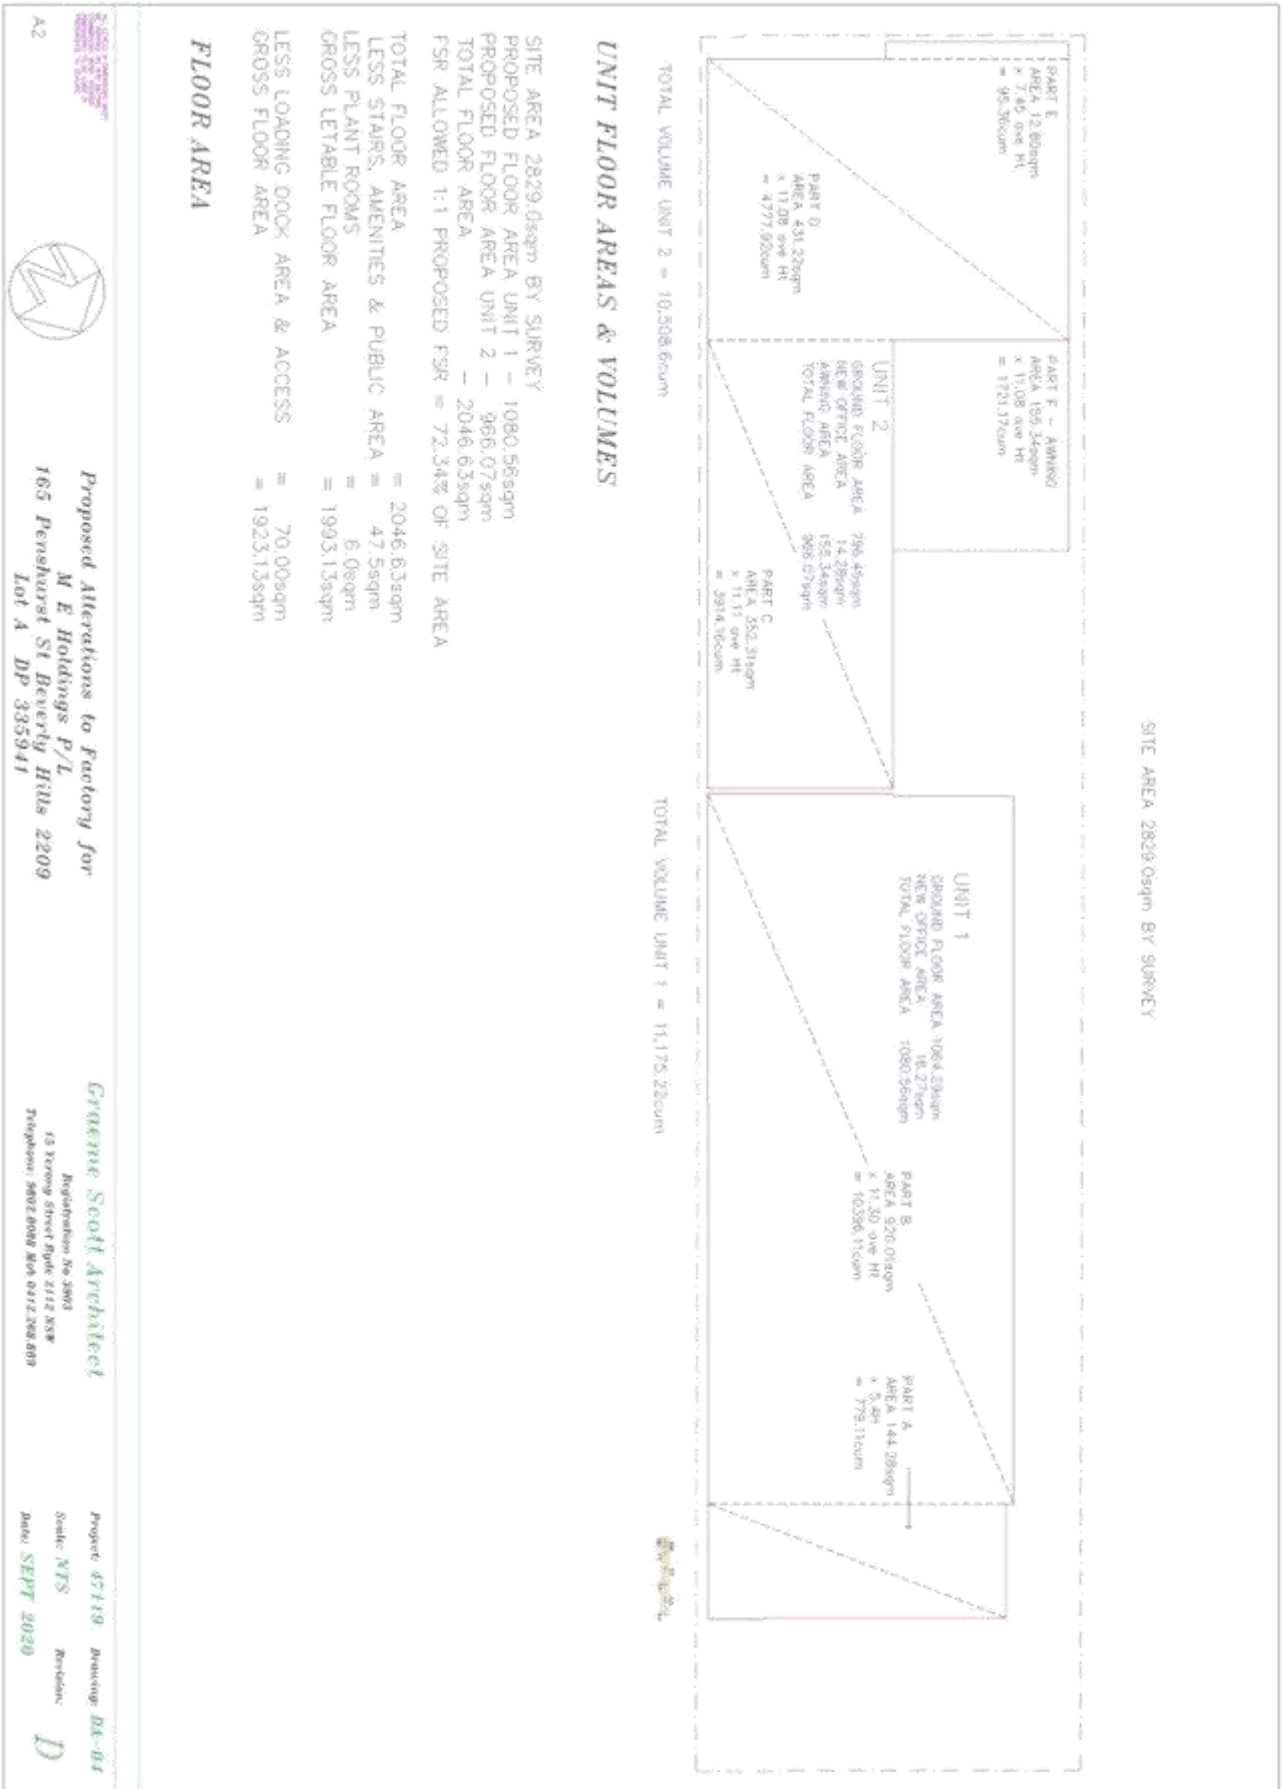 SITE AREA 2829.0sqm BY SURVEY
PART E
AREA 12.80sqm
x 7.45 ave Ht
= 95.36cum
PART F - AWNING
AREA 155.34sqm
x 11.08 ave Ht
= 1721.17cum
PART D
AREA 431.22sqm
x 11.08 ave Ht
= 4777.92cum
UNIT 2
GROUND FLOOR AREA 796.45sqm
NEW OFFICE AREA 14.28sqm
AWNING AREA 155.34sqm
TOTAL FLOOR AREA 966.07sqm
PART C
AREA 352.31sqm
x 11.11 ave Ht
= 3914.16cum
UNIT 1
GROUND FLOOR AREA 1064.29sqm
NEW OFFICE AREA 16.27sqm
TOTAL FLOOR AREA 1080.56sqm
PART B
AREA 920.01sqm
x 11.30 ave Ht
= 10396.11cum
PART A
AREA 144.28sqm
x 5.4H
= 779.11cum
TOTAL VOLUME UNIT 2 = 10,508.6cum
TOTAL VOLUME UNIT 1 = 11,175.22cum
UNIT FLOOR AREAS & VOLUMES
SITE AREA 2829.0sqm BY SURVEY
PROPOSED FLOOR AREA UNIT 1 - 1080.56sqm
PROPOSED FLOOR AREA UNIT 2 - 966.07sqm
TOTAL FLOOR AREA - 2046.63sqm
FSR ALLOWED 1:1 PROPOSED FSR = 72.34% OF SITE AREA
TOTAL FLOOR AREA = 2046.63sqm
LESS STAIRS, AMENITIES & PUBLIC AREA = 47.5sqm
LESS PLANT ROOMS = 6.0sqm
GROSS LETABLE FLOOR AREA = 1993.13sqm
LESS LOADING DOCK AREA & ACCESS = 70.00sqm
GROSS FLOOR AREA = 1923.13sqm
FLOOR AREA
A2
Proposed Alterations to Factory for
M E Holdings P/L
165 Penshurst St Beverly Hills 2209
Lot A DP 335941
Graeme Scott Architect
Registration No 3903
Street Ryde 2112 NSW
Project: 47119 Drawing: DA-04
Scale: NTS Revision: D
Date: SEPT 2020